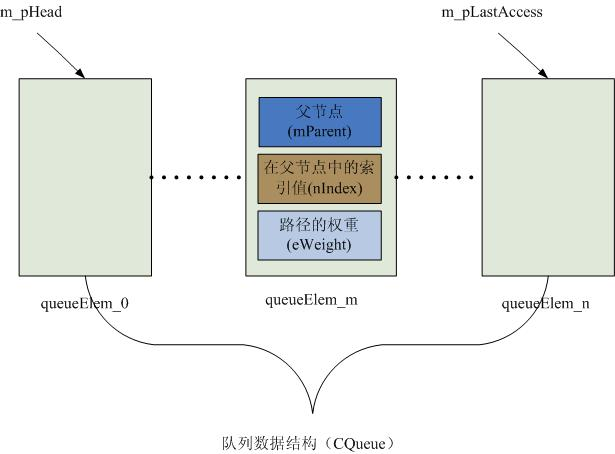 m_pHead
m_pLastAccess
父节点
(mParent)
在父节点中的索
引值(nIndex)
路径的权重
(eWeight)
queueElem_0
queueElem_m
queueElem_n
队列数据结构（CQueue）